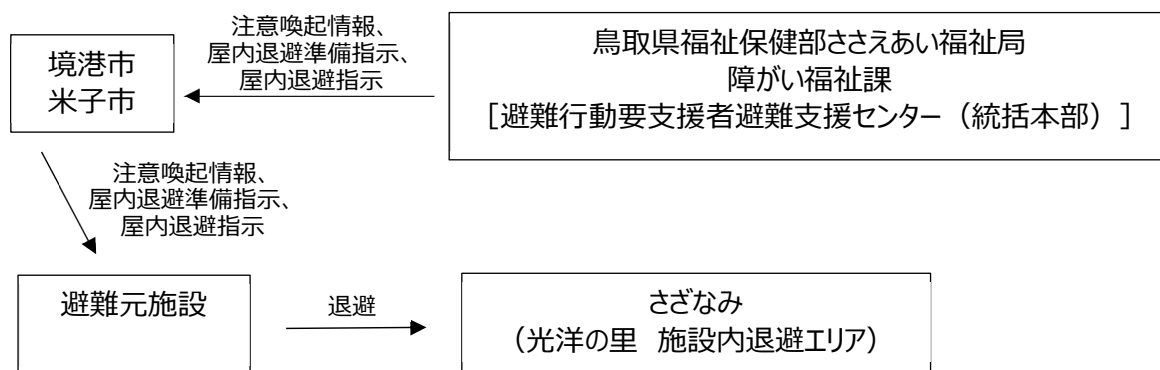 境港市
米子市
注意喚起情報、
屋内退避準備指示、
屋内退避指示
鳥取県福祉保健部ささえあい福祉局
障がい福祉課
［避難行動要支援者避難支援センター（統括本部）］
注意喚起情報、
屋内退避準備指示、
屋内退避指示
避難元施設
退避
さざなみ
（光洋の里　施設内退避エリア）